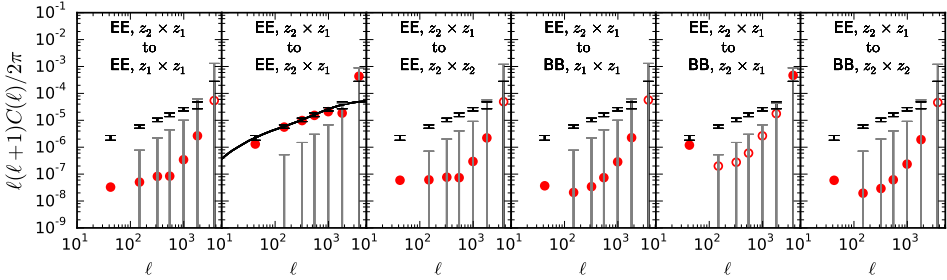 ℓ(ℓ+1)C(ℓ)/2π
10⁻¹
10⁻²
10⁻³
10⁻⁴
10⁻⁵
10⁻⁶
10⁻⁷
10⁻⁸
10⁻⁹
EE, z₂ × z₁
to
EE, z₁ × z₁
EE, z₂ × z₁
to
EE, z₂ × z₁
EE, z₂ × z₁
to
EE, z₂ × z₂
EE, z₂ × z₁
to
BB, z₁ × z₁
EE, z₂ × z₁
to
BB, z₂ × z₁
EE, z₂ × z₁
to
BB, z₂ × z₂
10¹ 10² 10³ 10¹ 10² 10³ 10¹ 10² 10³ 10¹ 10² 10³ 10¹ 10² 10³ 10¹ 10² 10³
ℓ ℓ ℓ ℓ ℓ ℓ